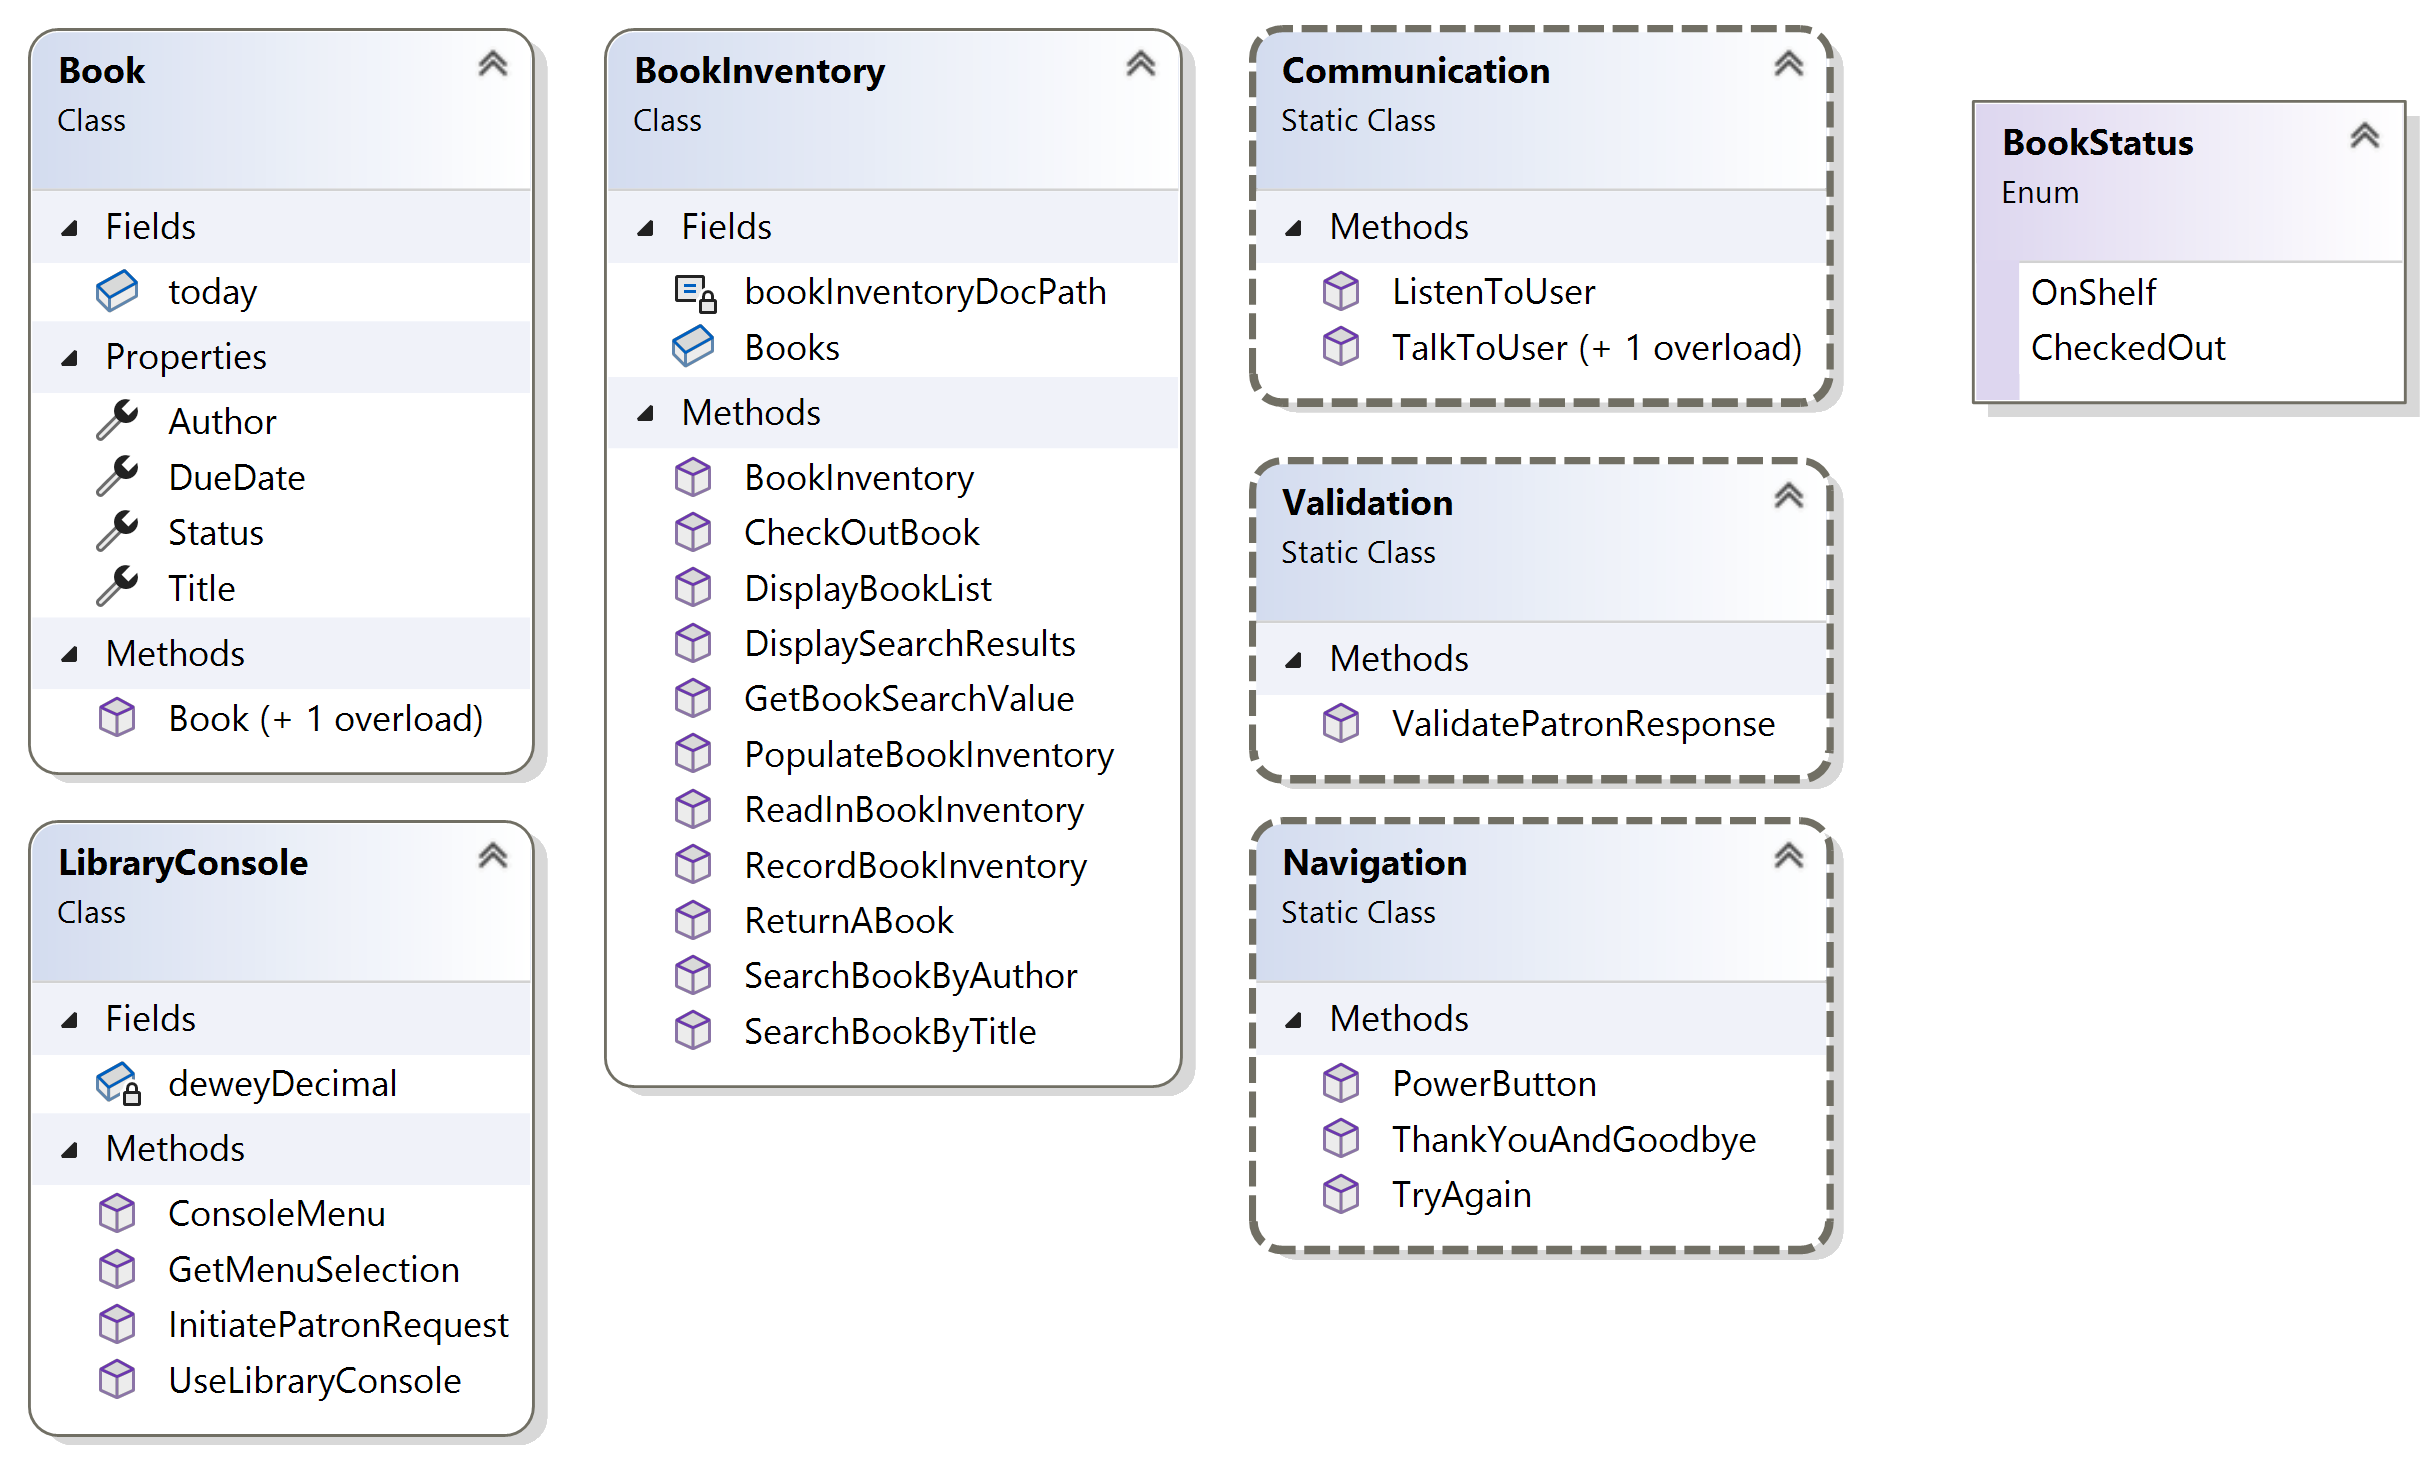 Book
Class
Fields
today
Properties
Author
DueDate
Status
Title
Methods
Book (+ 1 overload)
LibraryConsole
Class
Fields
deweyDecimal
Methods
ConsoleMenu
GetMenuSelection
InitiatePatronRequest
UseLibraryConsole
BookInventory
Class
Fields
bookInventoryDocPath
Books
Methods
BookInventory
CheckOutBook
DisplayBookList
DisplaySearchResults
GetBookSearchValue
PopulateBookInventory
ReadInBookInventory
RecordBookInventory
ReturnABook
SearchBookByAuthor
SearchBookByTitle
Communication
Static Class
Methods
ListenToUser
TalkToUser (+ 1 overload)
Validation
Static Class
Methods
ValidatePatronResponse
Navigation
Static Class
Methods
PowerButton
ThankYouAndGoodbye
TryAgain
BookStatus
Enum
OnShelf
CheckedOut